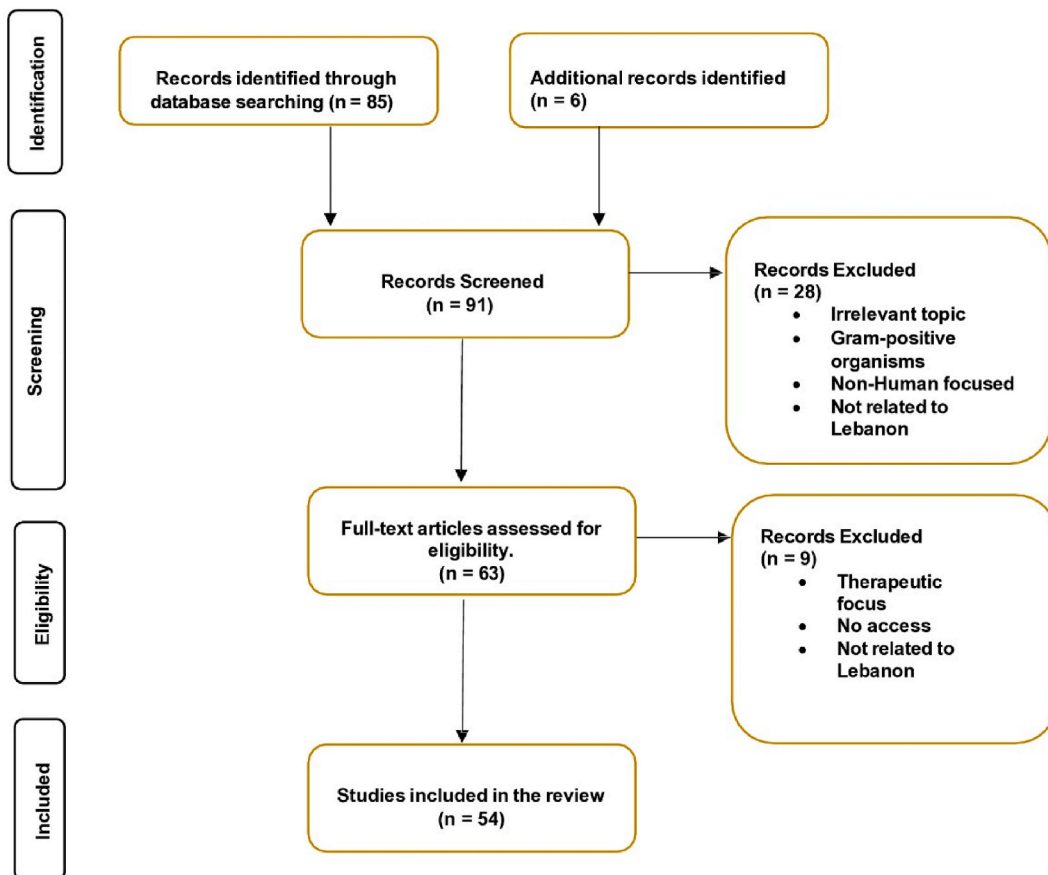 Identification
Records identified through
database searching (n = 85)
Additional records identified
(n = 6)
Screening
Records Screened
(n = 91)
Records Excluded
(n = 28)
• Irrelevant topic
• Gram-positive
organisms
• Non-Human focused
• Not related to
Lebanon
Eligibility
Full-text articles assessed for
eligibility.
(n = 63)
Records Excluded
(n = 9)
• Therapeutic
focus
• No access
• Not related to
Lebanon
Included
Studies included in the review
(n = 54)